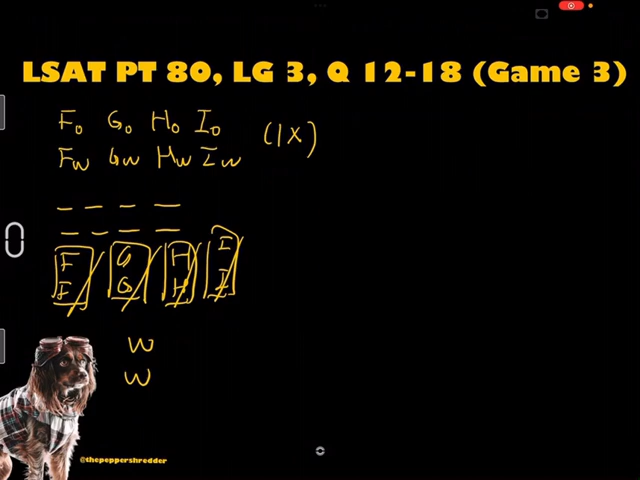 LSAT PT 80, LG 3, Q 12-18 (Game 3)
Fo Go Ho Io
(1X)
Fw Gw Hw Iw
F G H I
F G H I
W
W
@thepeppershredder